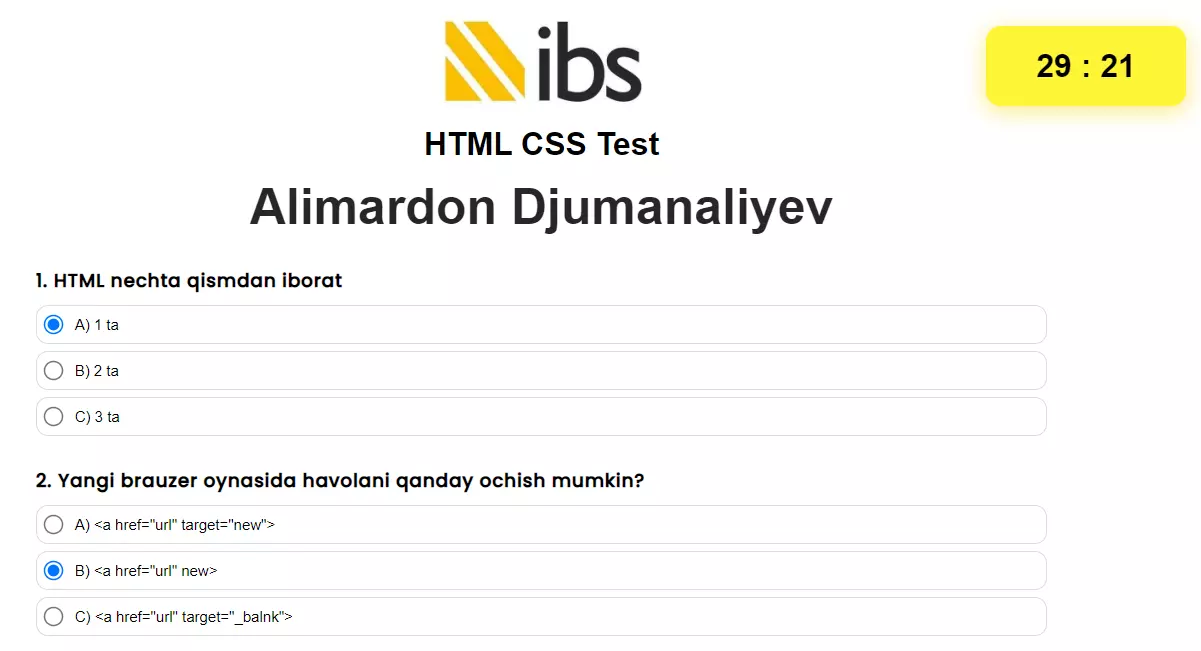 ibs
29 : 21
HTML CSS Test
Alimardon Djumanaliyev
1. HTML nechta qismdan iborat
A) 1 ta
B) 2 ta
C) 3 ta
2. Yangi brauzer oynasida havolani qanday ochish mumkin?
A) <a href="url" target="new">
B) <a href="url" new>
C) <a href="url" target="_balnk">